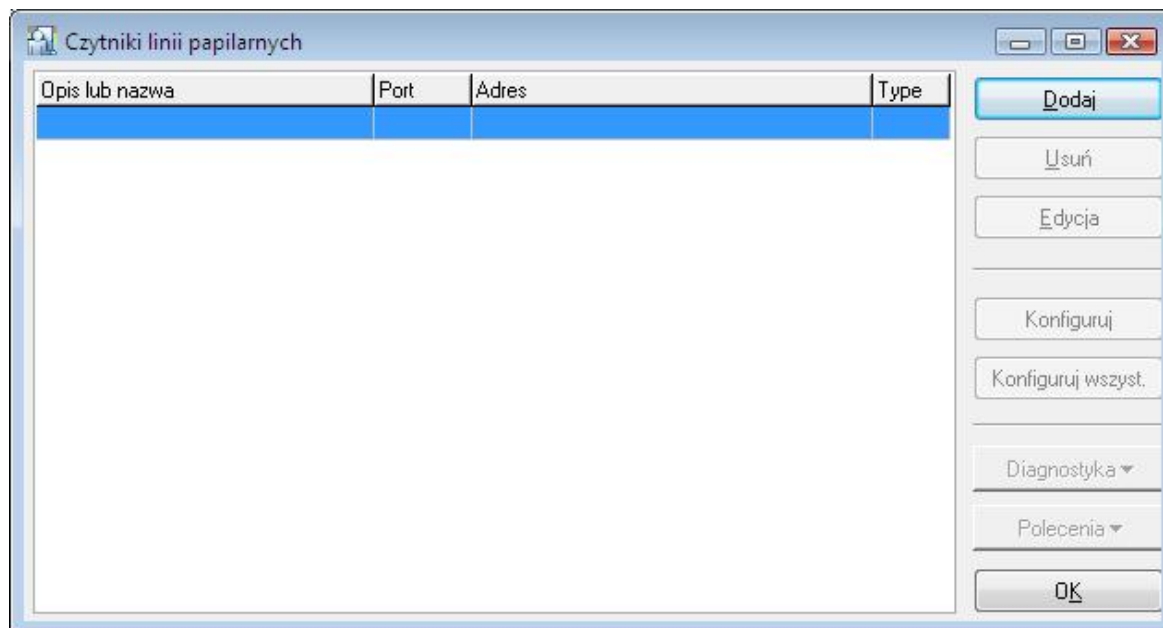 Czytniki linii papilarnych
Opis lub nazwa Port Adres Type
Dodaj
Usuń
Edycja
Konfiguruj
Konfiguruj wszyst.
Diagnostyka
Polecenia
OK